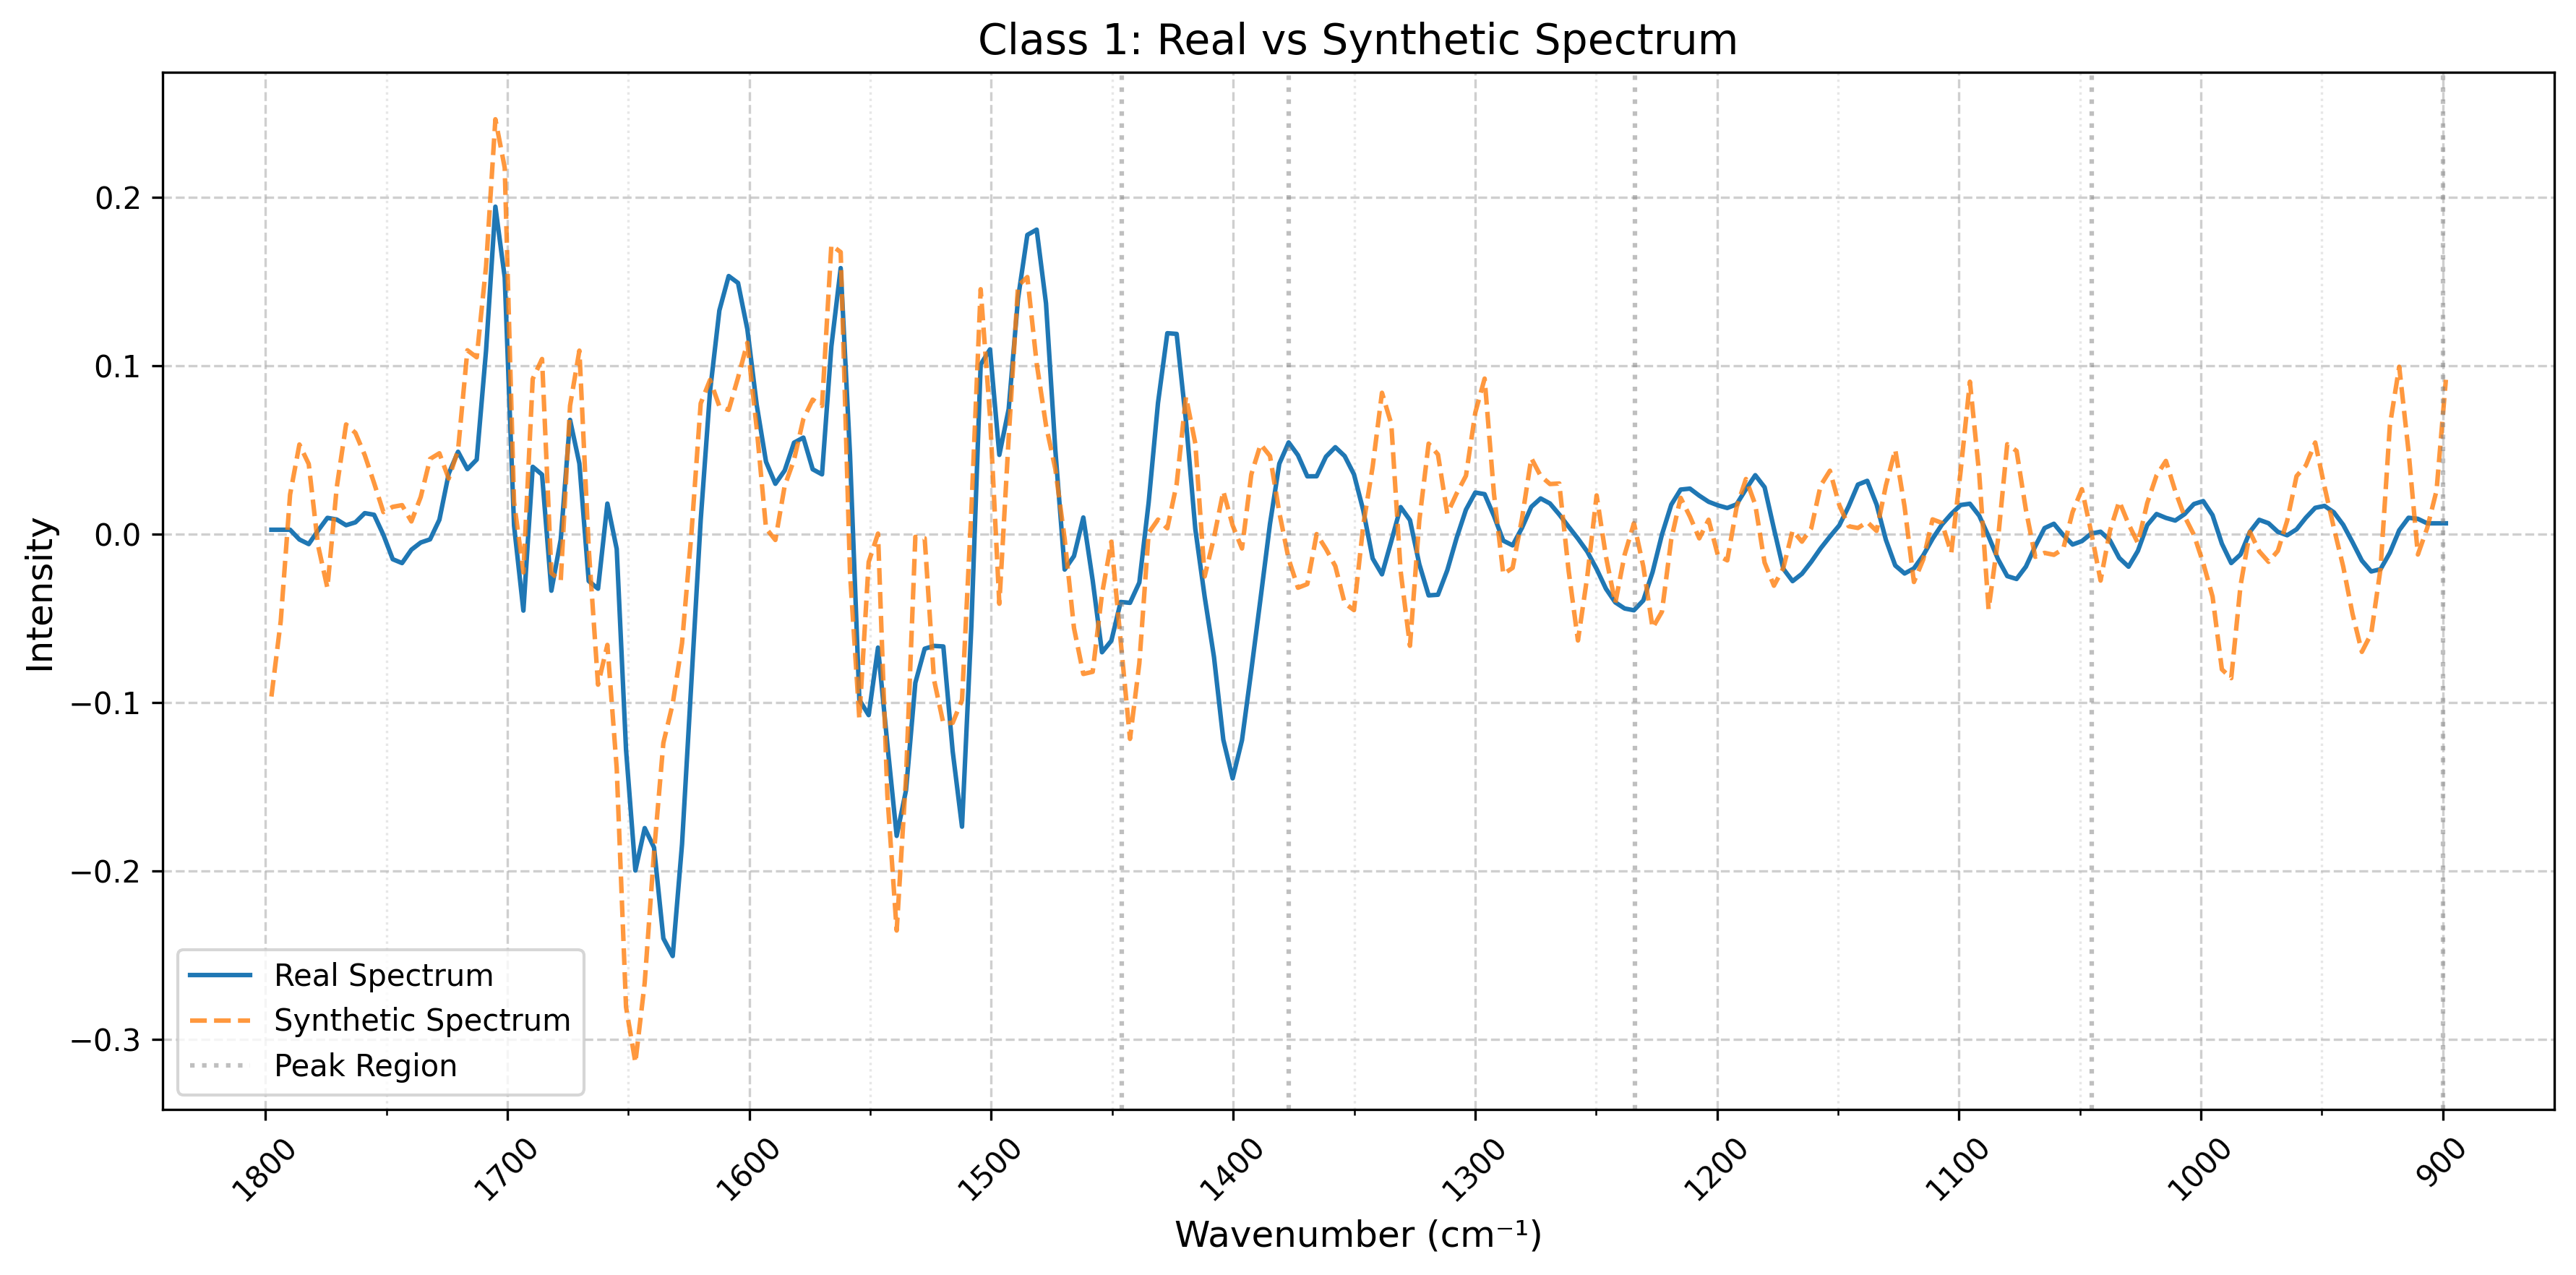 Class 1: Real vs Synthetic Spectrum
Intensity
0.2
0.1
0.0
−0.1
−0.2
−0.3
Real Spectrum
Synthetic Spectrum
Peak Region
1800 1700 1600 1500 1400 1300 1200 1100 1000 900
Wavenumber (cm⁻¹)